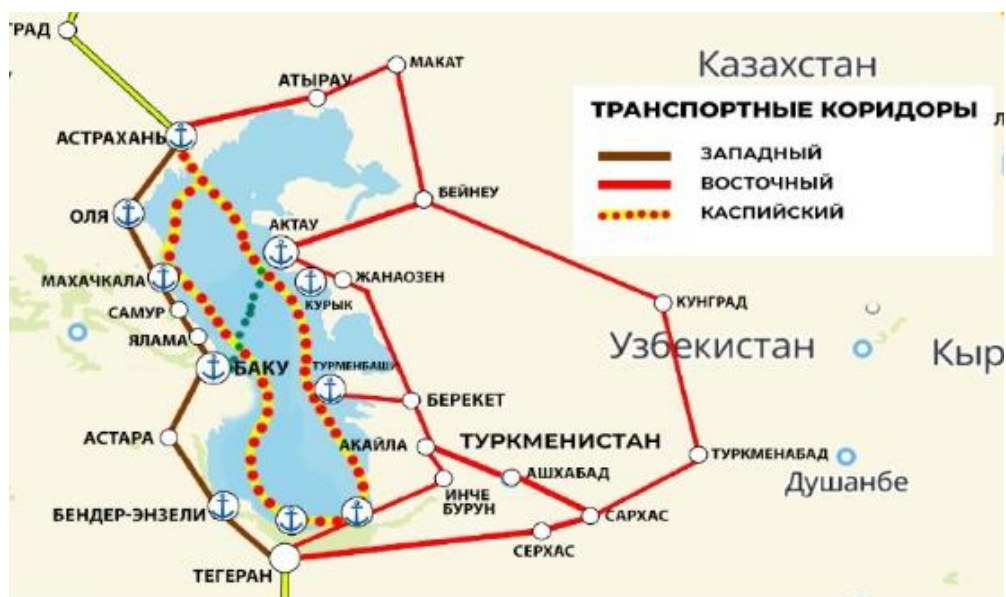 ГРАД
МАКАТ
Казахстан
АТЫРАУ
ТРАНСПОРТНЫЕ КОРИДОРЫ
АСТРАХАНЬ
ЗАПАДНЫЙ
ВОСТОЧНЫЙ
БЕЙНЕУ
КАСПИЙСКИЙ
ОЛЯ
АКТАУ
МАХАЧКАЛА
ЖАНАОЗЕН
КУРЫК
КУНГРАД
САМУР
ЯЛАМА
Узбекистан
Кыр
БАКУ
ТУРМЕНБАШИ
БЕРЕКЕТ
АСТАРА
АКАЙЛА
ТУРКМЕНИСТАН
ТУРКМЕНАБАД
АШХАБАД
Душанбе
ИНЧЕ
БУРУН
БЕНДЕР-ЭНЗЕЛИ
САРХАС
СЕРХАС
ТЕГЕРАН